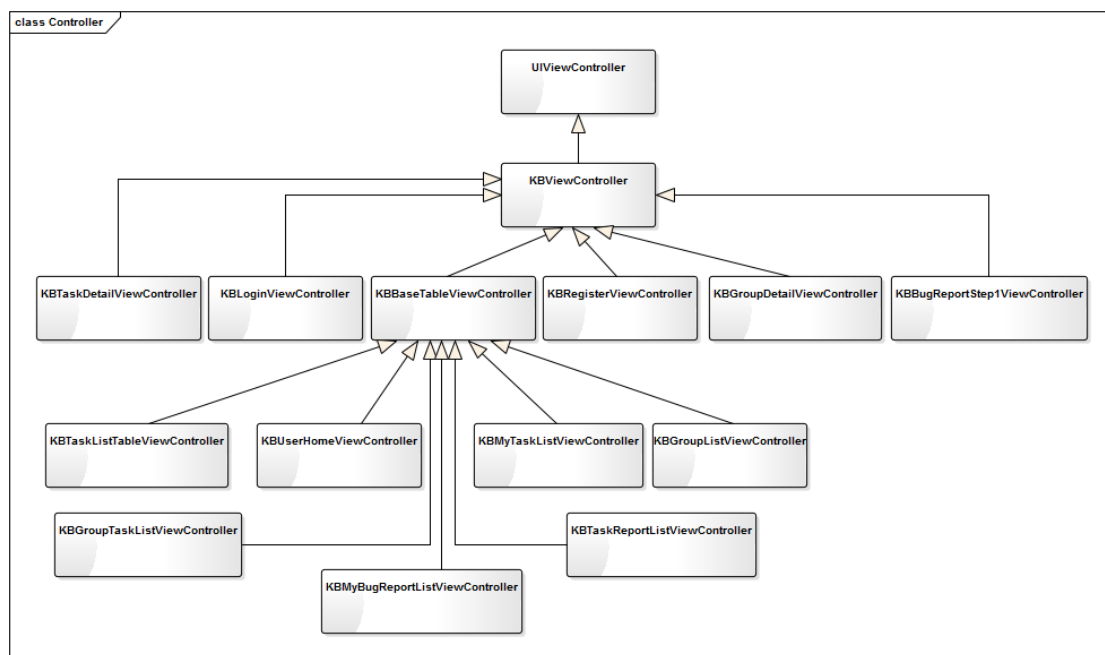 class Controller
UIViewController
KBViewController
KBTaskDetailViewController
KBLoginViewController
KBBaseTableViewController
KBRegisterViewController
KBGroupDetailViewController
KBBugReportStep1ViewController
KBTaskListTableViewController
KBUserHomeViewController
KBMyTaskListViewController
KBGroupListViewController
KBGroupTaskListViewController
KBTaskReportListViewController
KBMyBugReportListViewController